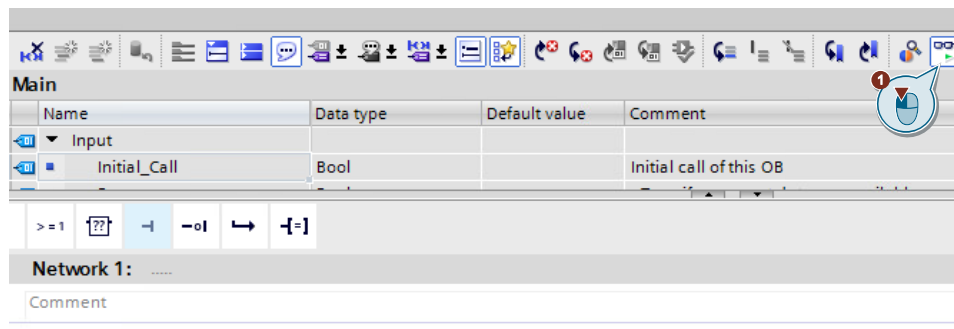 1
Main
Name Data type Default value Comment
Input
Initial_Call Bool Initial call of this OB
>=1 ??
Network 1: .....
Comment